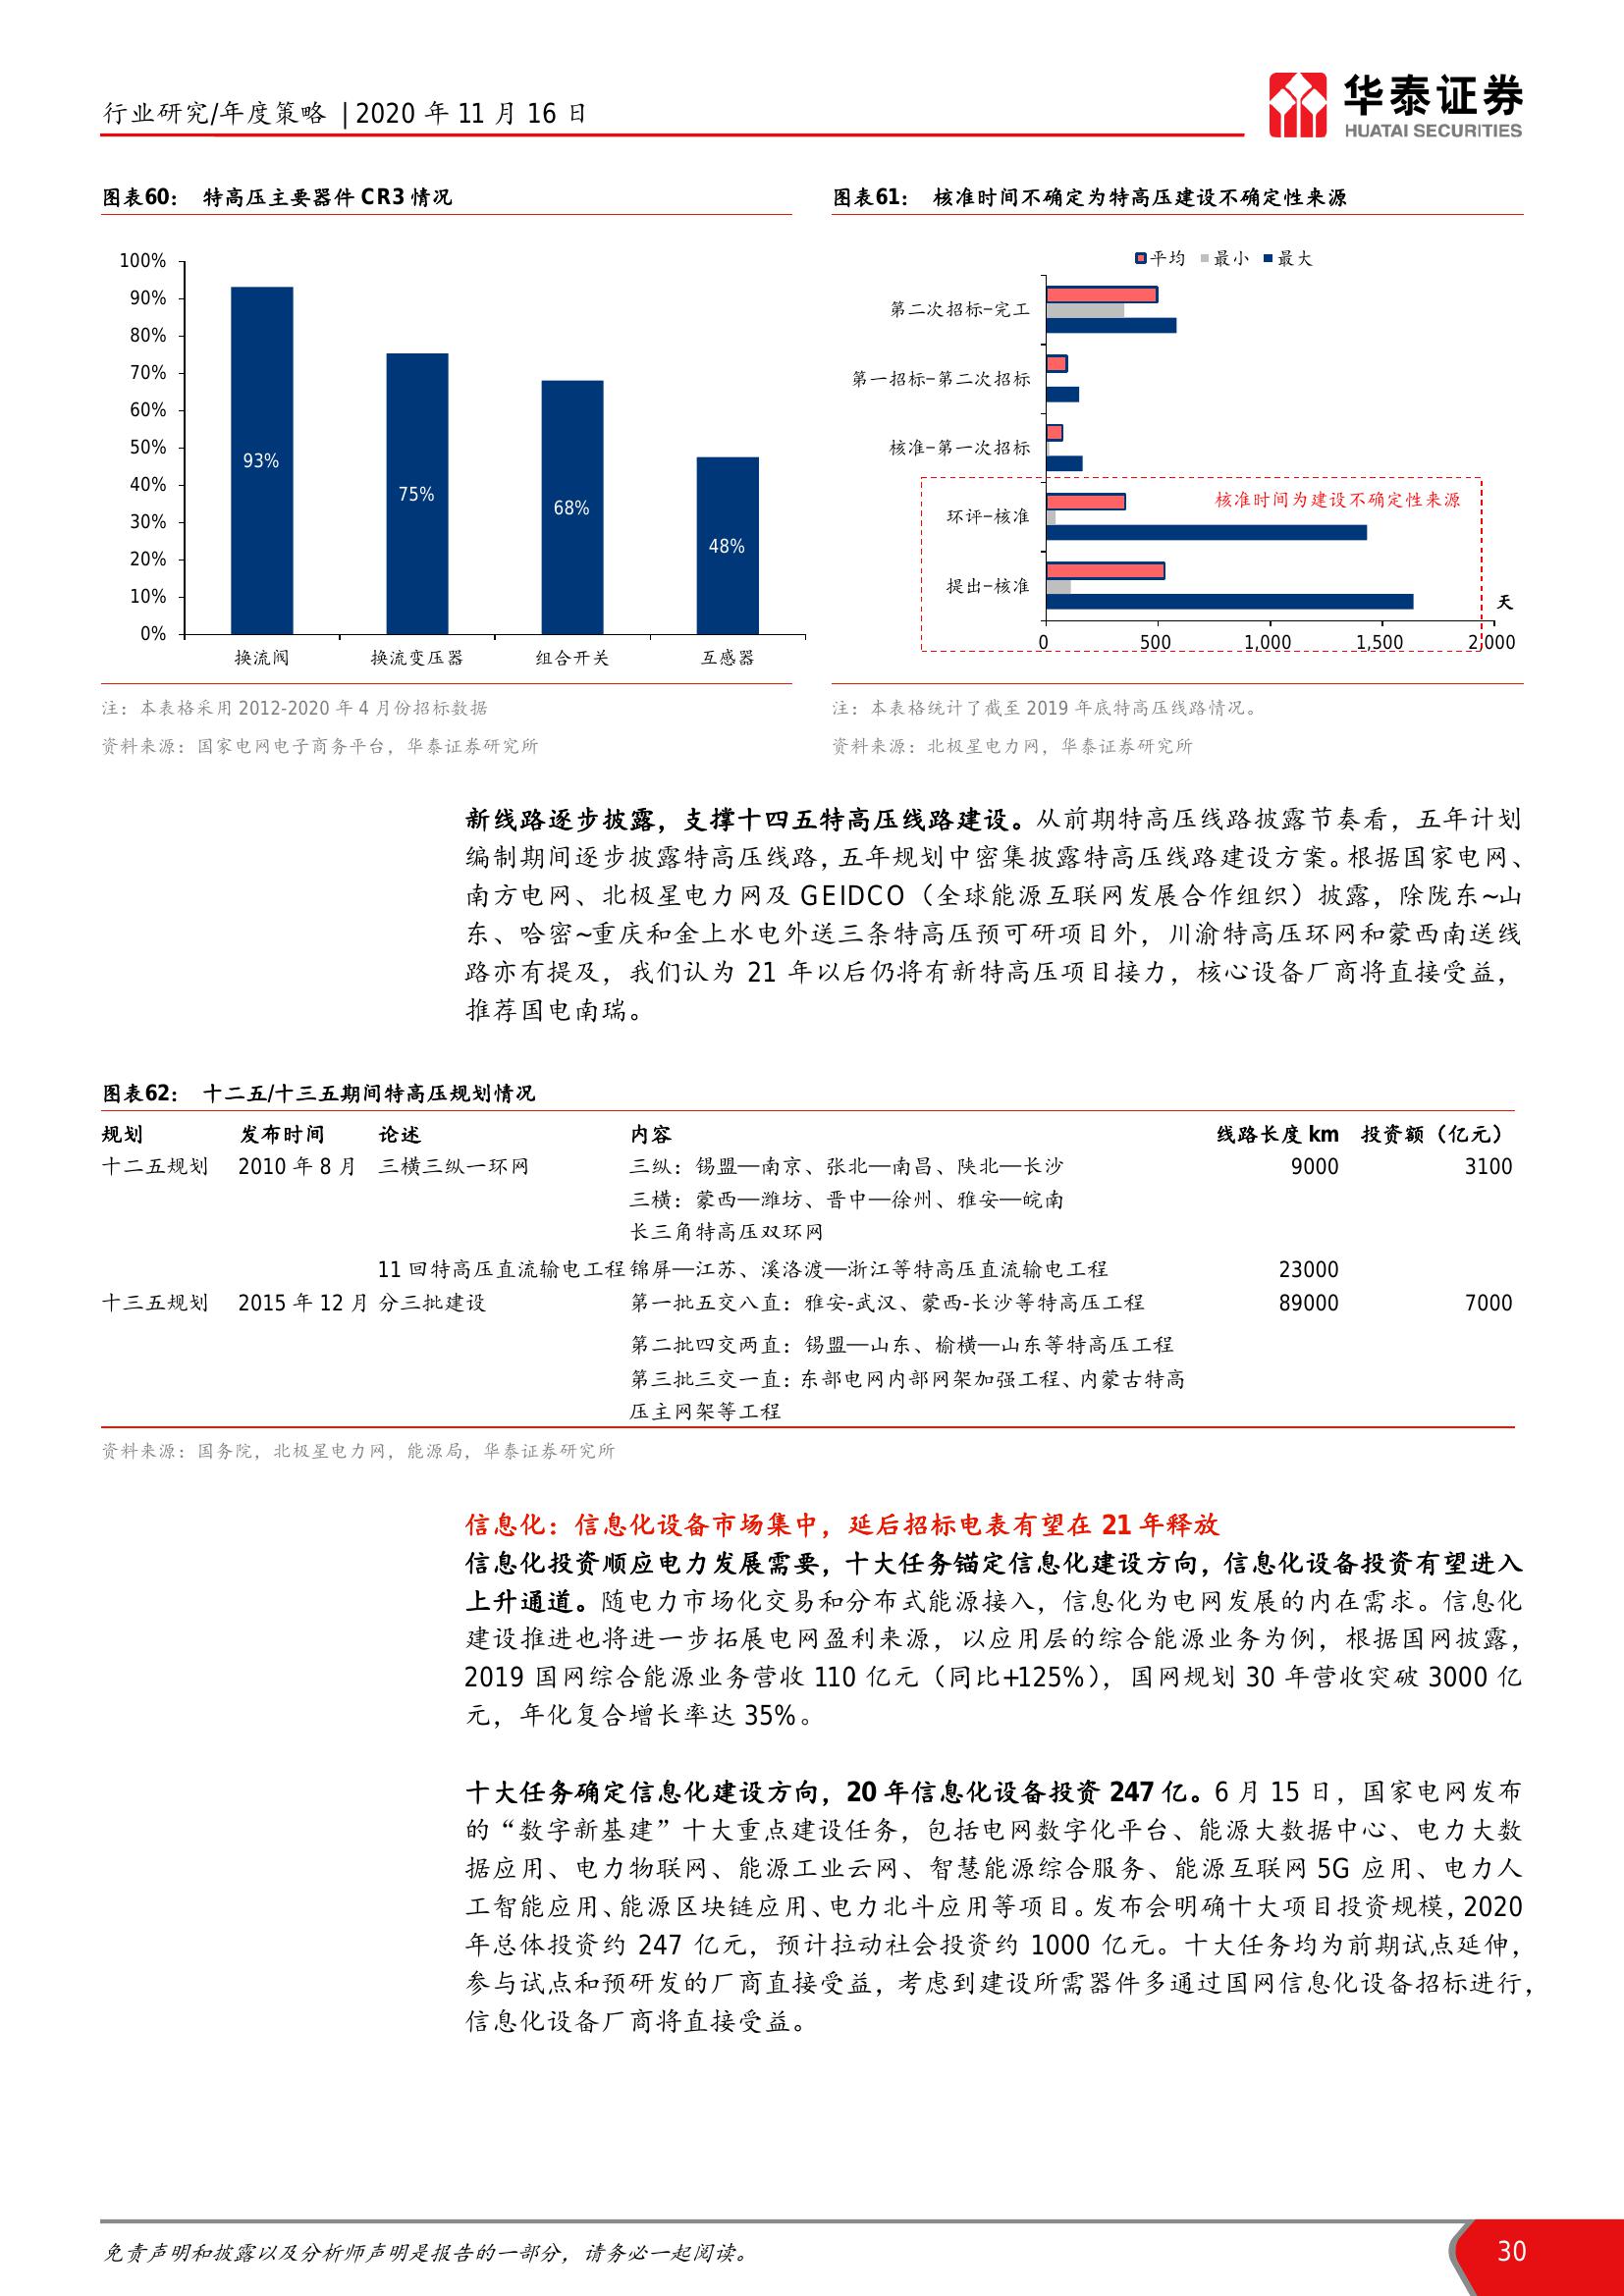 行业研究/年度策略 | 2020 年 11 月 16 日
华泰证券
HUATAI SECURITIES
图表60： 特高压主要器件 CR3 情况
100%
90%
80%
70%
60%
50%
40%
30%
20%
10%
0%
93%
75%
68%
48%
换流阀 换流变压器 组合开关 互感器
注：本表格采用 2012-2020 年 4 月份招标数据
资料来源：国家电网电子商务平台，华泰证券研究所
图表61： 核准时间不确定为特高压建设不确定性来源
平均 最小 最大
第二次招标-完工
第一招标-第二次招标
核准-第一次招标
环评-核准
提出-核准
核准时间为建设不确定性来源
天
0 500 1,000 1,500 2,000
注：本表格统计了截至 2019 年底特高压线路情况。
资料来源：北极星电力网，华泰证券研究所
新线路逐步披露，支撑十四五特高压线路建设。从前期特高压线路披露节奏看，五年计划
编制期间逐步披露特高压线路，五年规划中密集披露特高压线路建设方案。根据国家电网、
南方电网、北极星电力网及 GEIDCO（全球能源互联网发展合作组织）披露，除陇东~山
东、哈密~重庆和金上水电外送三条特高压预可研项目外，川渝特高压环网和蒙西南送线
路亦有提及，我们认为 21 年以后仍将有新特高压项目接力，核心设备厂商将直接受益，
推荐国电南瑞。
图表62： 十二五/十三五期间特高压规划情况
规划 发布时间 论述 内容 线路长度 km 投资额（亿元）
十二五规划 2010 年 8 月 三横三纵一环网 三纵：锡盟—南京、张北—南昌、陕北—长沙 9000 3100
三横：蒙西—潍坊、晋中—徐州、雅安—皖南
长三角特高压双环网
11 回特高压直流输电工程 锦屏—江苏、溪洛渡—浙江等特高压直流输电工程 23000
十三五规划 2015 年 12 月 分三批建设 第一批五交八直：雅安-武汉、蒙西-长沙等特高压工程 89000 7000
第二批四交两直：锡盟—山东、榆横—山东等特高压工程
第三批三交一直：东部电网内部网架加强工程、内蒙古特高
压主网架等工程
资料来源：国务院，北极星电力网，能源局，华泰证券研究所
信息化：信息化设备市场集中，延后招标电表有望在 21 年释放
信息化投资顺应电力发展需要，十大任务锚定信息化建设方向，信息化设备投资有望进入
上升通道。随电力市场化交易和分布式能源接入，信息化为电网发展的内在需求。信息化
建设推进也将进一步拓展电网盈利来源，以应用层的综合能源业务为例，根据国网披露，
2019 国网综合能源业务营收 110 亿元（同比+125%），国网规划 30 年营收突破 3000 亿
元，年化复合增长率达 35%。
十大任务确定信息化建设方向，20 年信息化设备投资 247 亿。6 月 15 日，国家电网发布
的“数字新基建”十大重点建设任务，包括电网数字化平台、能源大数据中心、电力大数
据应用、电力物联网、能源工业云网、智慧能源综合服务、能源互联网 5G 应用、电力人
工智能应用、能源区块链应用、电力北斗应用等项目。发布会明确十大项目投资规模，2020
年总体投资约 247 亿元，预计拉动社会投资约 1000 亿元。十大任务均为前期试点延伸，
参与试点和预研发的厂商直接受益，考虑到建设所需器件多通过国网信息化设备招标进行，
信息化设备厂商将直接受益。
免责声明和披露以及分析师声明是报告的一部分，请务必一起阅读。
30